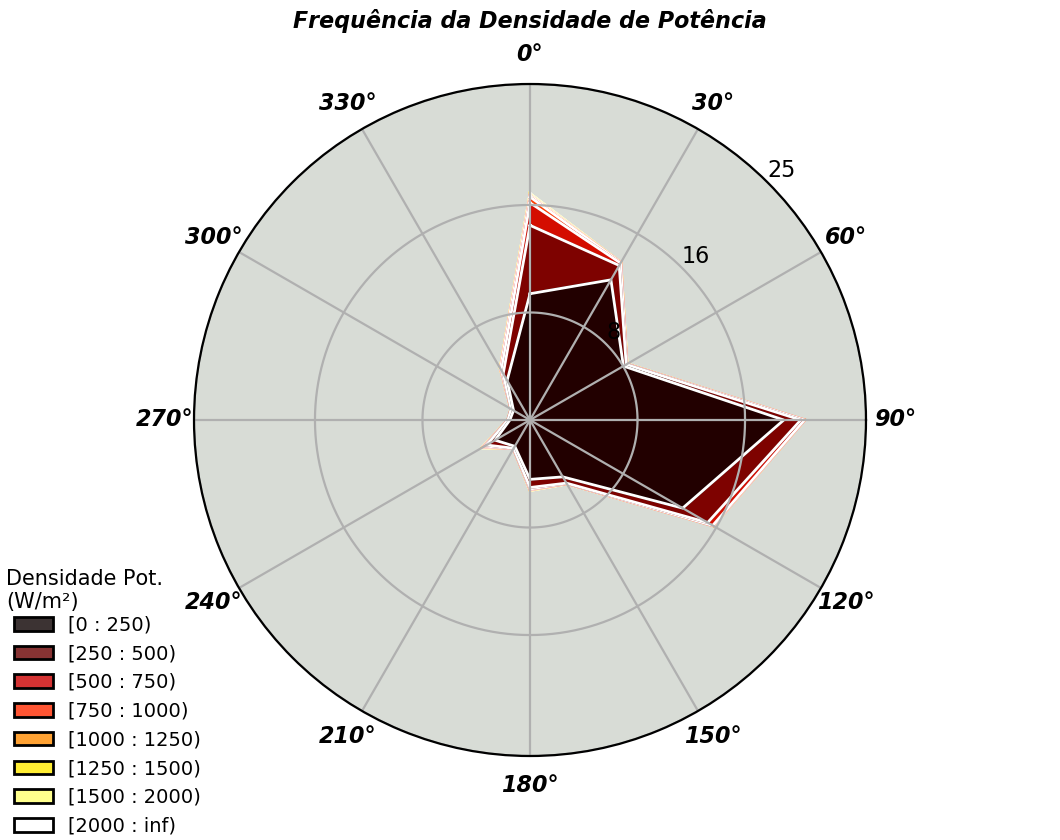 Frequência da Densidade de Potência
0°
330°
30°
25
300°
60°
16
8
270°
90°
240°
120°
210°
150°
180°
Densidade Pot.
(W/m²)
[0 : 250)
[250 : 500)
[500 : 750)
[750 : 1000)
[1000 : 1250)
[1250 : 1500)
[1500 : 2000)
[2000 : inf)